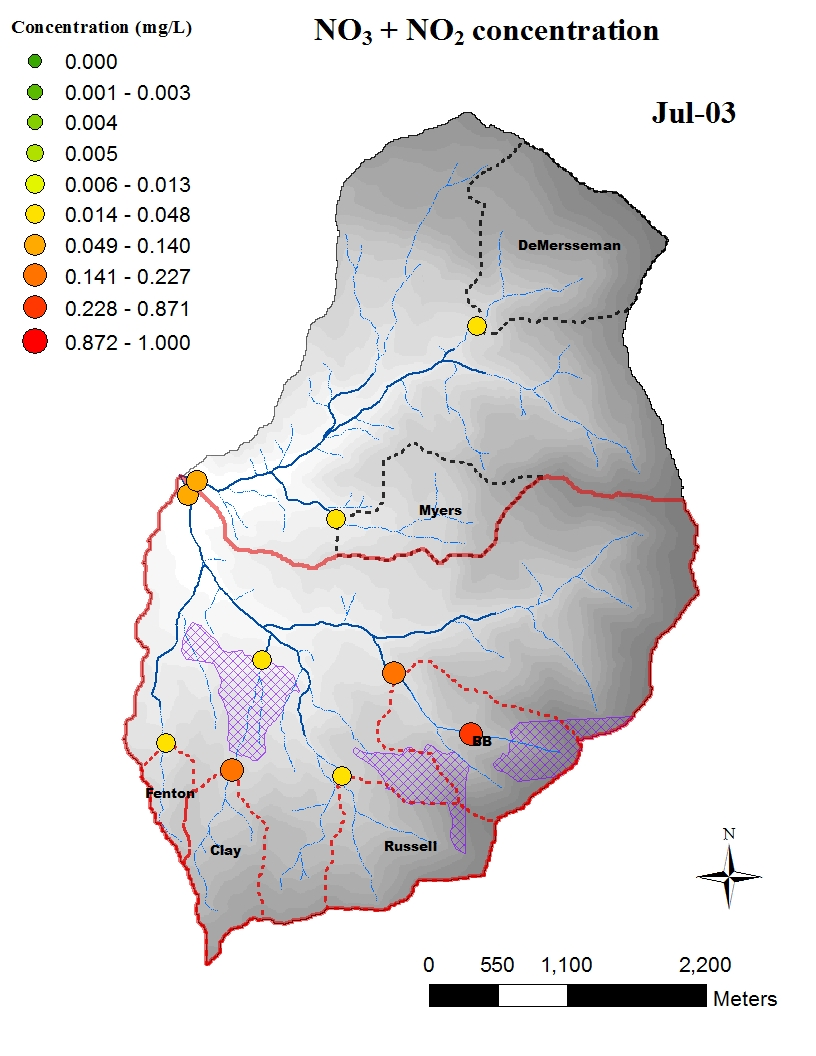 Concentration (mg/L)
NO₃ + NO₂ concentration
0.000
0.001 - 0.003
0.004
0.005
0.006 - 0.013
0.014 - 0.048
0.049 - 0.140
0.141 - 0.227
0.228 - 0.871
0.872 - 1.000
Jul-03
DeMersseman
Myers
BB
Fenton
Clay
Russell
N
0 550 1,100 2,200
Meters